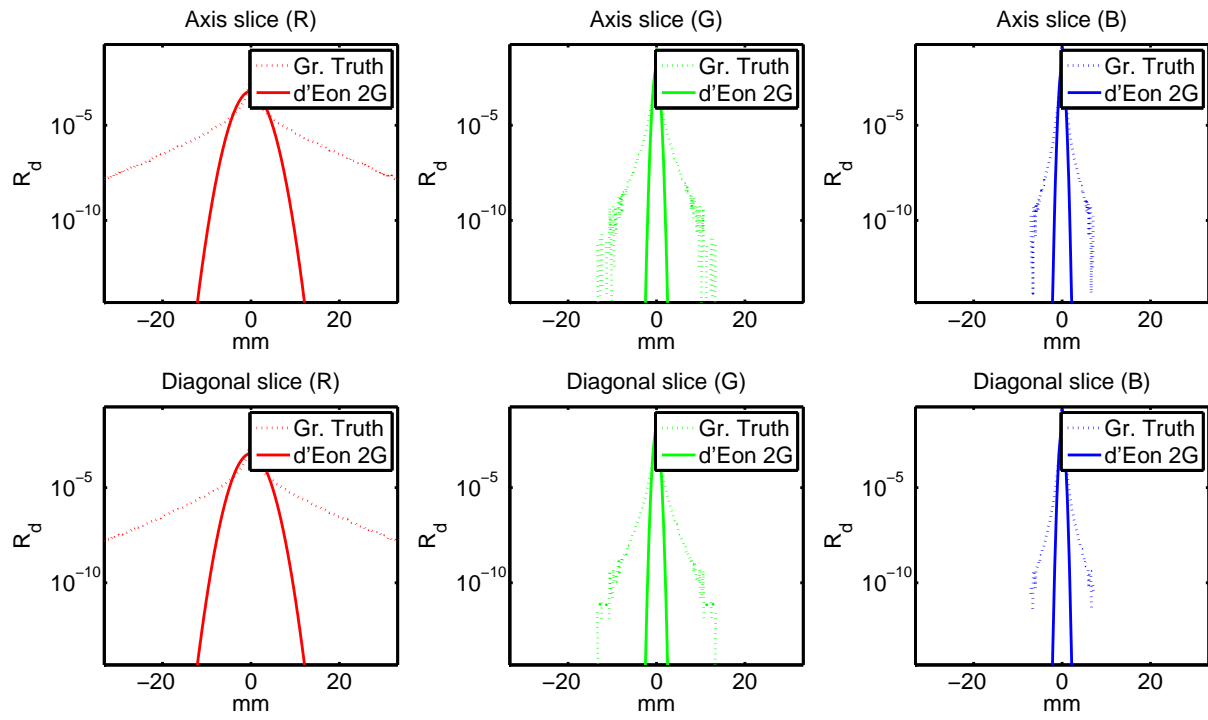 Axis slice (R)
Gr. Truth
d'Eon 2G
10^−5
10^−10
R_d
−20 0 20
mm
Axis slice (G)
Gr. Truth
d'Eon 2G
10^−5
10^−10
R_d
−20 0 20
mm
Axis slice (B)
Gr. Truth
d'Eon 2G
10^−5
10^−10
R_d
−20 0 20
mm
Diagonal slice (R)
Gr. Truth
d'Eon 2G
10^−5
10^−10
R_d
−20 0 20
mm
Diagonal slice (G)
Gr. Truth
d'Eon 2G
10^−5
10^−10
R_d
−20 0 20
mm
Diagonal slice (B)
Gr. Truth
d'Eon 2G
10^−5
10^−10
R_d
−20 0 20
mm